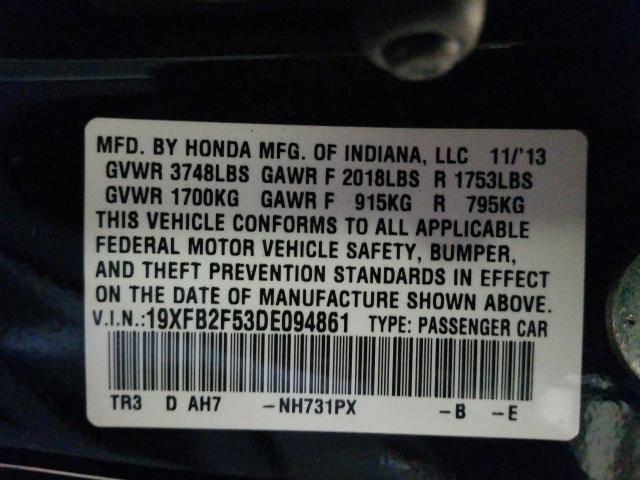 MFD. BY HONDA MFG. OF INDIANA, LLC 11/'13
GVWR 3748LBS GAWR F 2018LBS R 1753LBS
GVWR 1700KG GAWR F 915KG R 795KG
THIS VEHICLE CONFORMS TO ALL APPLICABLE
FEDERAL MOTOR VEHICLE SAFETY, BUMPER,
AND THEFT PREVENTION STANDARDS IN EFFECT
ON THE DATE OF MANUFACTURE SHOWN ABOVE.
V.I.N.:19XFB2F53DE094861 TYPE: PASSENGER CAR
TR3 D AH7 -NH731PX -B -E